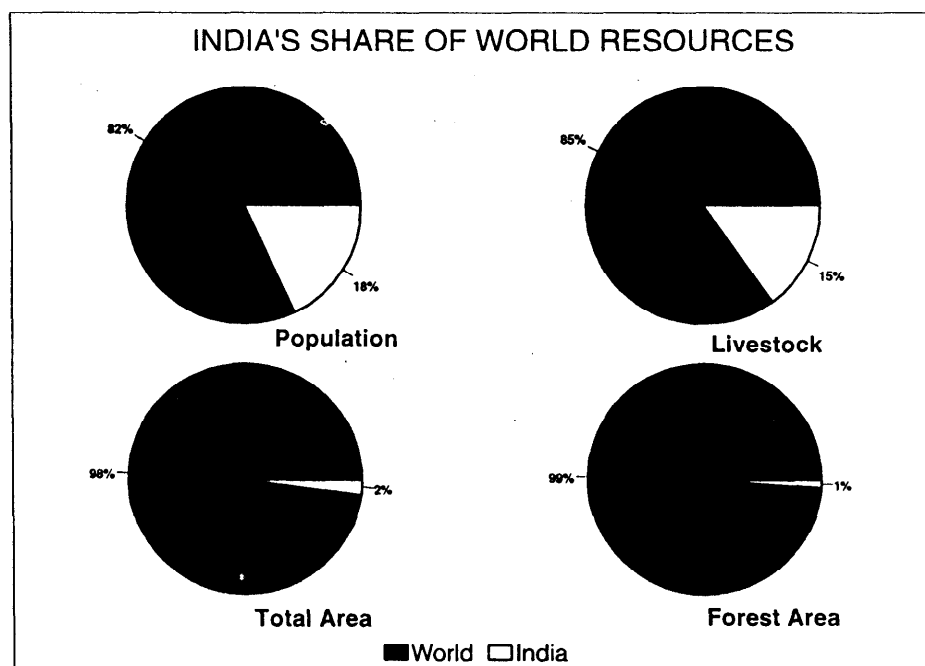 INDIA'S SHARE OF WORLD RESOURCES
82%
18%
Population
85%
15%
Livestock
98%
2%
Total Area
99%
1%
Forest Area
World India